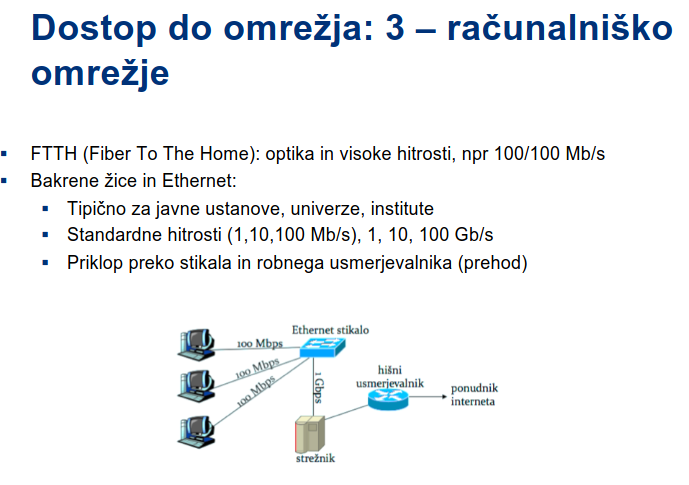 Dostop do omrežja: 3 – računalniško
omrežje
FTTH (Fiber To The Home): optika in visoke hitrosti, npr 100/100 Mb/s
Bakrene žice in Ethernet:
Tipično za javne ustanove, univerze, institute
Standardne hitrosti (1,10,100 Mb/s), 1, 10, 100 Gb/s
Priklop preko stikala in robnega usmerjevalnika (prehod)
Ethernet stikalo
100 Mbps
100 Mbps
100 Mbps
1 Gbps
hišni
usmerjevalnik
ponudnik
interneta
strežnik